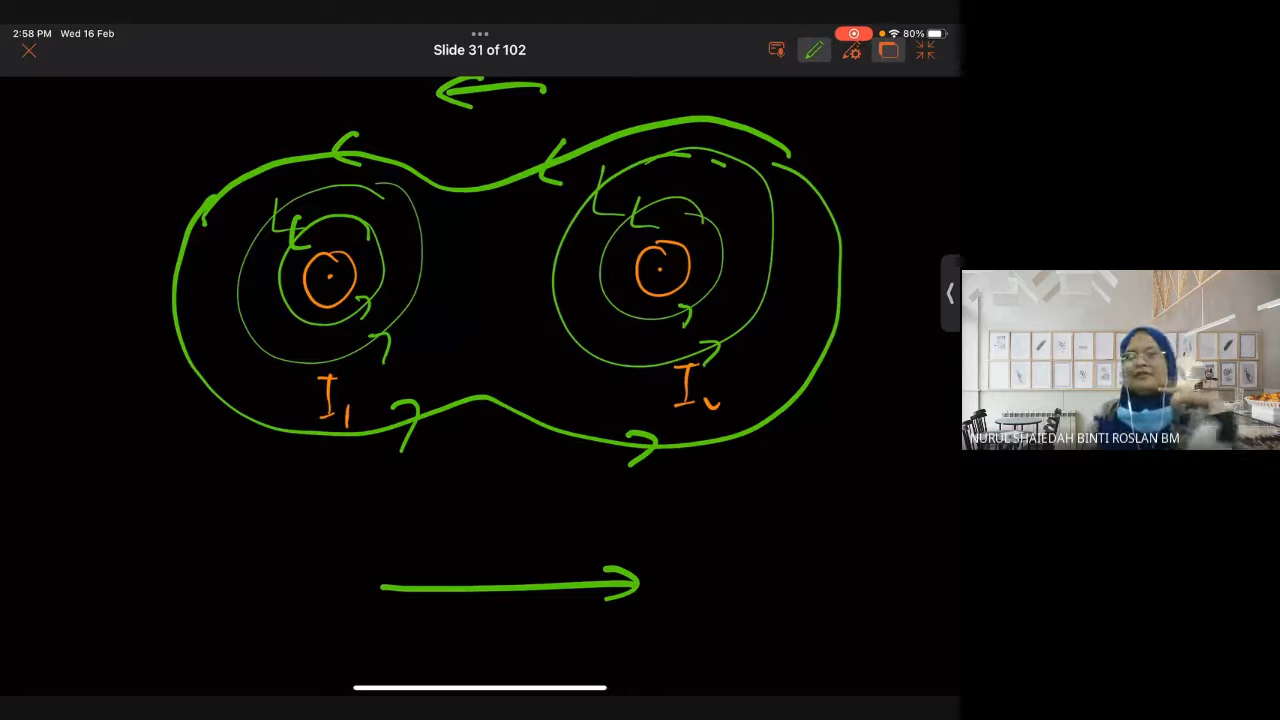 2:58 PM Wed 16 Feb
80%
Slide 31 of 102
I₁
I₂
NURUL SHAIEDAH BINTI ROSLAN BM